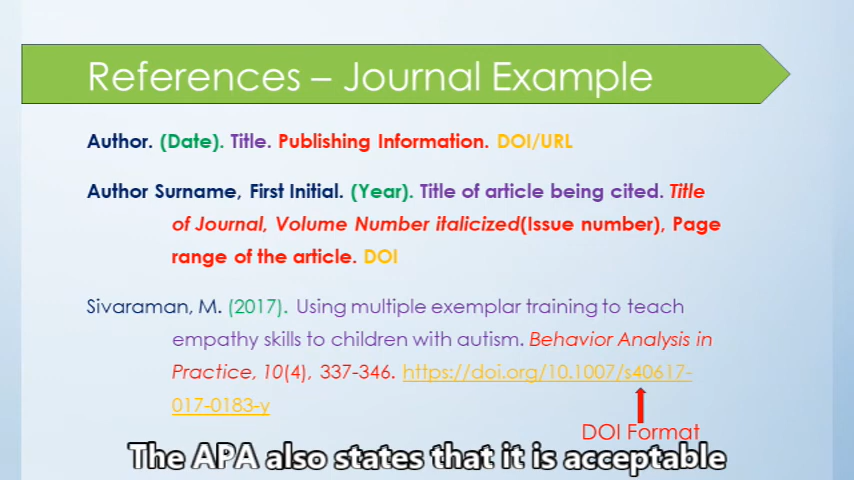 References – Journal Example
Author. (Date). Title. Publishing Information. DOI/URL
Author Surname, First Initial. (Year). Title of article being cited. Title
of Journal, Volume Number italicized(Issue number), Page
range of the article. DOI
Sivaraman, M. (2017). Using multiple exemplar training to teach
empathy skills to children with autism. Behavior Analysis in
Practice, 10(4), 337-346. https://doi.org/10.1007/s40617-
017-0183-y
DOI Format
The APA also states that it is acceptable